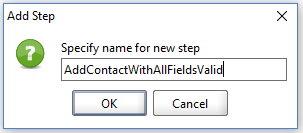 Add Step
Specify name for new step
AddContactWithAllFieldsValid
OK
Cancel